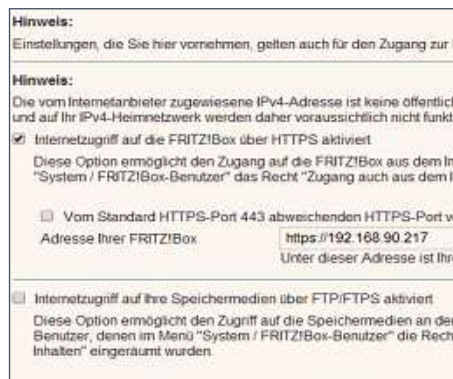 Hinweis:
Einstellungen, die Sie hier vornehmen, gelten auch für den Zugang zur
Hinweis:
Die vom Internetanbieter zugewiesene IPv4-Adresse ist keine öffentlich
und auf Ihr IPv4-Heimnetzwerk werden daher voraussichtlich nicht funkt
Internetzugriff auf die FRITZ!Box über HTTPS aktiviert
Diese Option ermöglicht den Zugang auf die FRITZ!Box aus dem In
"System / FRITZ!Box-Benutzer" das Recht "Zugang auch aus dem I
Vom Standard HTTPS-Port 443 abweichenden HTTPS-Port v
Adresse Ihrer FRITZ!Box https://192.168.90.217
Unter dieser Adresse ist Ihre
Internetzugriff auf Ihre Speichermedien über FTP/FTPS aktiviert
Diese Option ermöglicht den Zugriff auf die Speichermedien an der
Benutzer, denen im Menü "System / FRITZ!Box-Benutzer" die Rech
Inhalten" eingeräumt wurden.